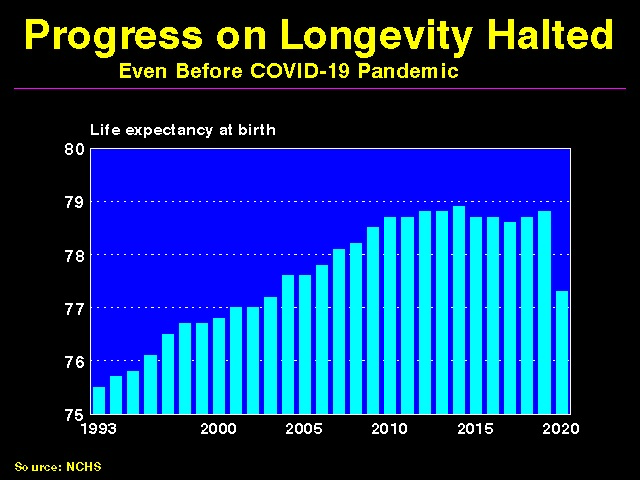 Progress on Longevity Halted
Even Before COVID-19 Pandemic
Life expectancy at birth
80
79
78
77
76
75
1993 2000 2005 2010 2015 2020
Source: NCHS